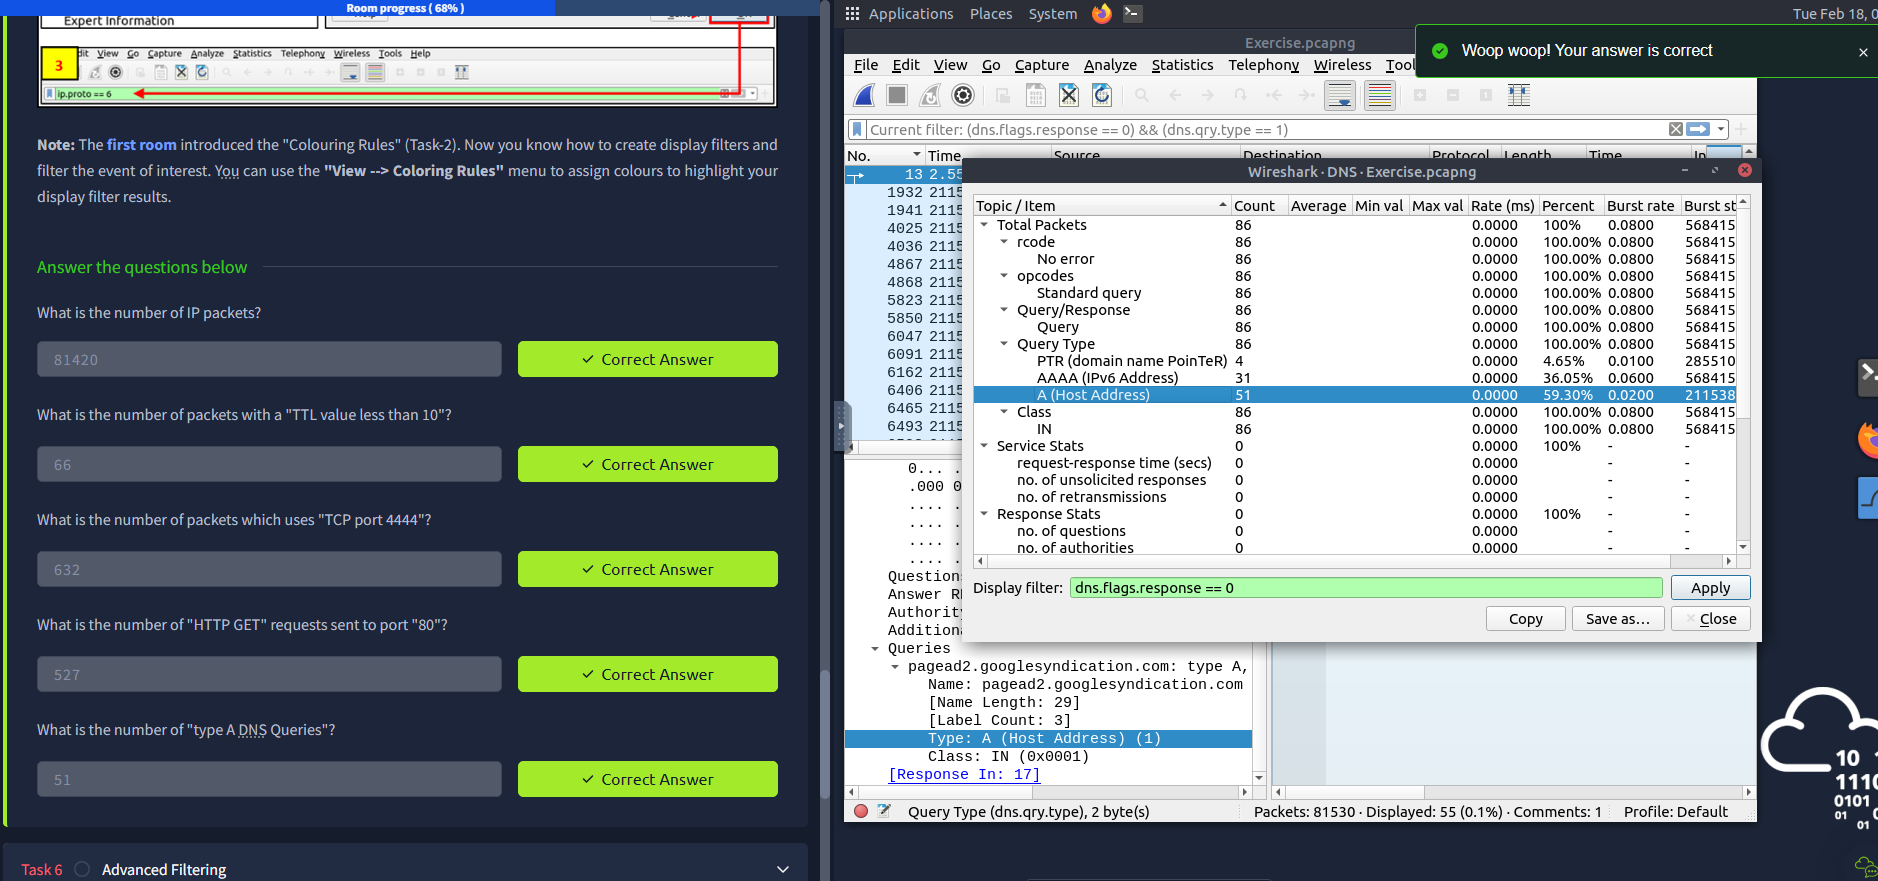 Room progress ( 68% )
Expert Information
3
View Go Capture Analyze Statistics Telephony Wireless Tools Help
ip.proto == 6
Note: The first room introduced the "Colouring Rules" (Task-2). Now you know how to create display filters and
filter the event of interest. You can use the "View --> Coloring Rules" menu to assign colours to highlight your
display filter results.
Answer the questions below
What is the number of IP packets?
81420
✓ Correct Answer
What is the number of packets with a "TTL value less than 10"?
66
✓ Correct Answer
What is the number of packets which uses "TCP port 4444"?
632
✓ Correct Answer
What is the number of "HTTP GET" requests sent to port "80"?
527
✓ Correct Answer
What is the number of "type A DNS Queries"?
51
✓ Correct Answer
Task 6 Advanced Filtering
Applications Places System
Tue Feb 18, 0
Exercise.pcapng
Woop woop! Your answer is correct ×
File Edit View Go Capture Analyze Statistics Telephony Wireless Tool
Current filter: (dns.flags.response == 0) && (dns.qry.type == 1)
No. Time Source Destination Protocol Length Time In
13 2.55
1932 2115
1941 2115
4025 2115
4036 2115
4867 2115
4868 2115
5823 2115
5850 2115
6047 2115
6091 2115
6162 2115
6406 2115
6465 2115
6493 2115
Wireshark · DNS · Exercise.pcapng
Topic / Item Count Average Min val Max val Rate (ms) Percent Burst rate Burst st
Total Packets 86 0.0000 100% 0.0800 568415
rcode 86 0.0000 100.00% 0.0800 568415
No error 86 0.0000 100.00% 0.0800 568415
opcodes 86 0.0000 100.00% 0.0800 568415
Standard query 86 0.0000 100.00% 0.0800 568415
Query/Response 86 0.0000 100.00% 0.0800 568415
Query 86 0.0000 100.00% 0.0800 568415
Query Type 86 0.0000 100.00% 0.0800 568415
PTR (domain name PoinTeR) 4 0.0000 4.65% 0.0100 285510
AAAA (IPv6 Address) 31 0.0000 36.05% 0.0600 568415
A (Host Address) 51 0.0000 59.30% 0.0200 211538
Class 86 0.0000 100.00% 0.0800 568415
IN 86 0.0000 100.00% 0.0800 568415
Service Stats 0 0.0000 100% - -
request-response time (secs) 0 0.0000 - -
no. of unsolicited responses 0 0.0000 - -
no. of retransmissions 0 0.0000 - -
Response Stats 0 0.0000 100% - -
no. of questions 0 0.0000 - -
no. of authorities 0 0.0000 - -
Display filter: dns.flags.response == 0 Apply
Copy Save as… Close
0... .
.000 0
.... .
.... .
.... .
.... .
Question
Answer R
Authorit
Addition
Queries
pagead2.googlesyndication.com: type A,
Name: pagead2.googlesyndication.com
[Name Length: 29]
[Label Count: 3]
Type: A (Host Address) (1)
Class: IN (0x0001)
[Response In: 17]
Query Type (dns.qry.type), 2 byte(s) Packets: 81530 · Displayed: 55 (0.1%) · Comments: 1 Profile: Default
10
1110
0101
01
01